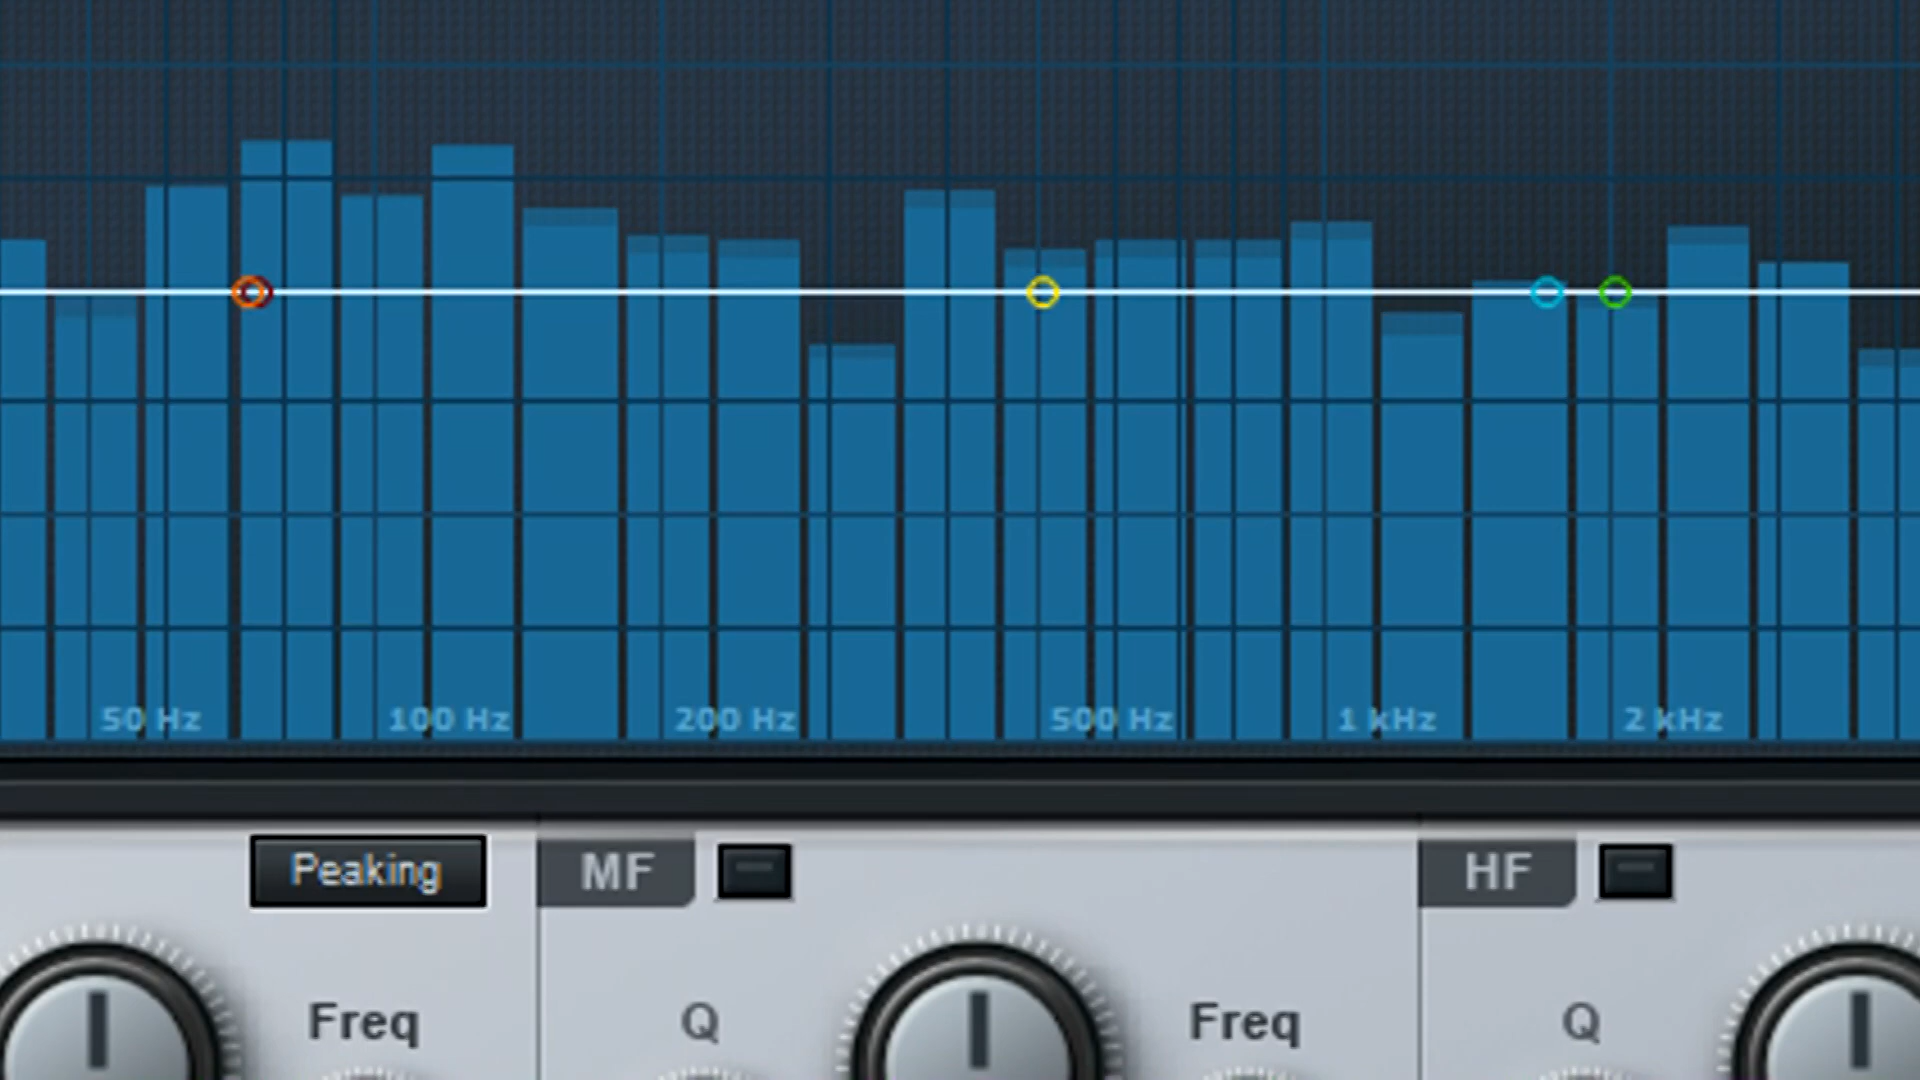 50 Hz 100 Hz 200 Hz 500 Hz 1 kHz 2 kHz
Peaking MF HF
Freq Q Freq Q